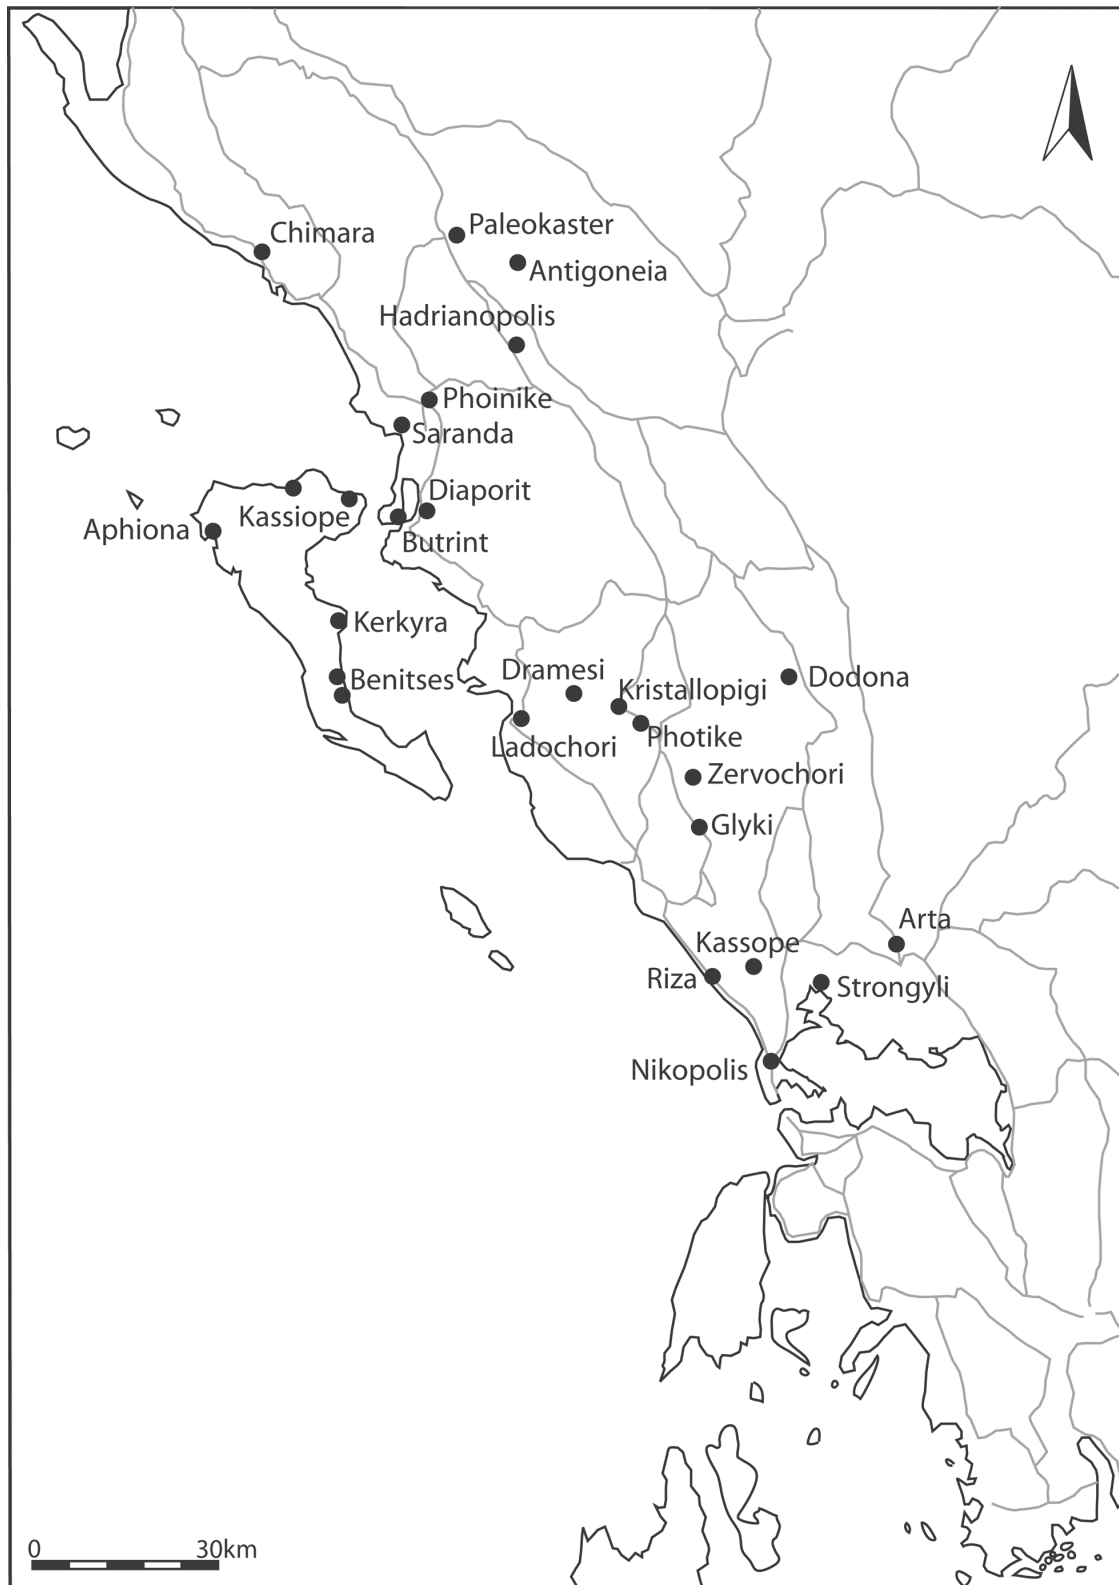 Chimara
Paleokaster
Antigoneia
Hadrianopolis
Phoinike
Saranda
Diaporit
Kassiope
Aphiona
Butrint
Kerkyra
Dramesi
Benitses
Kristallopigi
Dodona
Ladochori
Photike
Zervochori
Glyki
Arta
Kassope
Riza
Strongyli
Nikopolis
0 30km